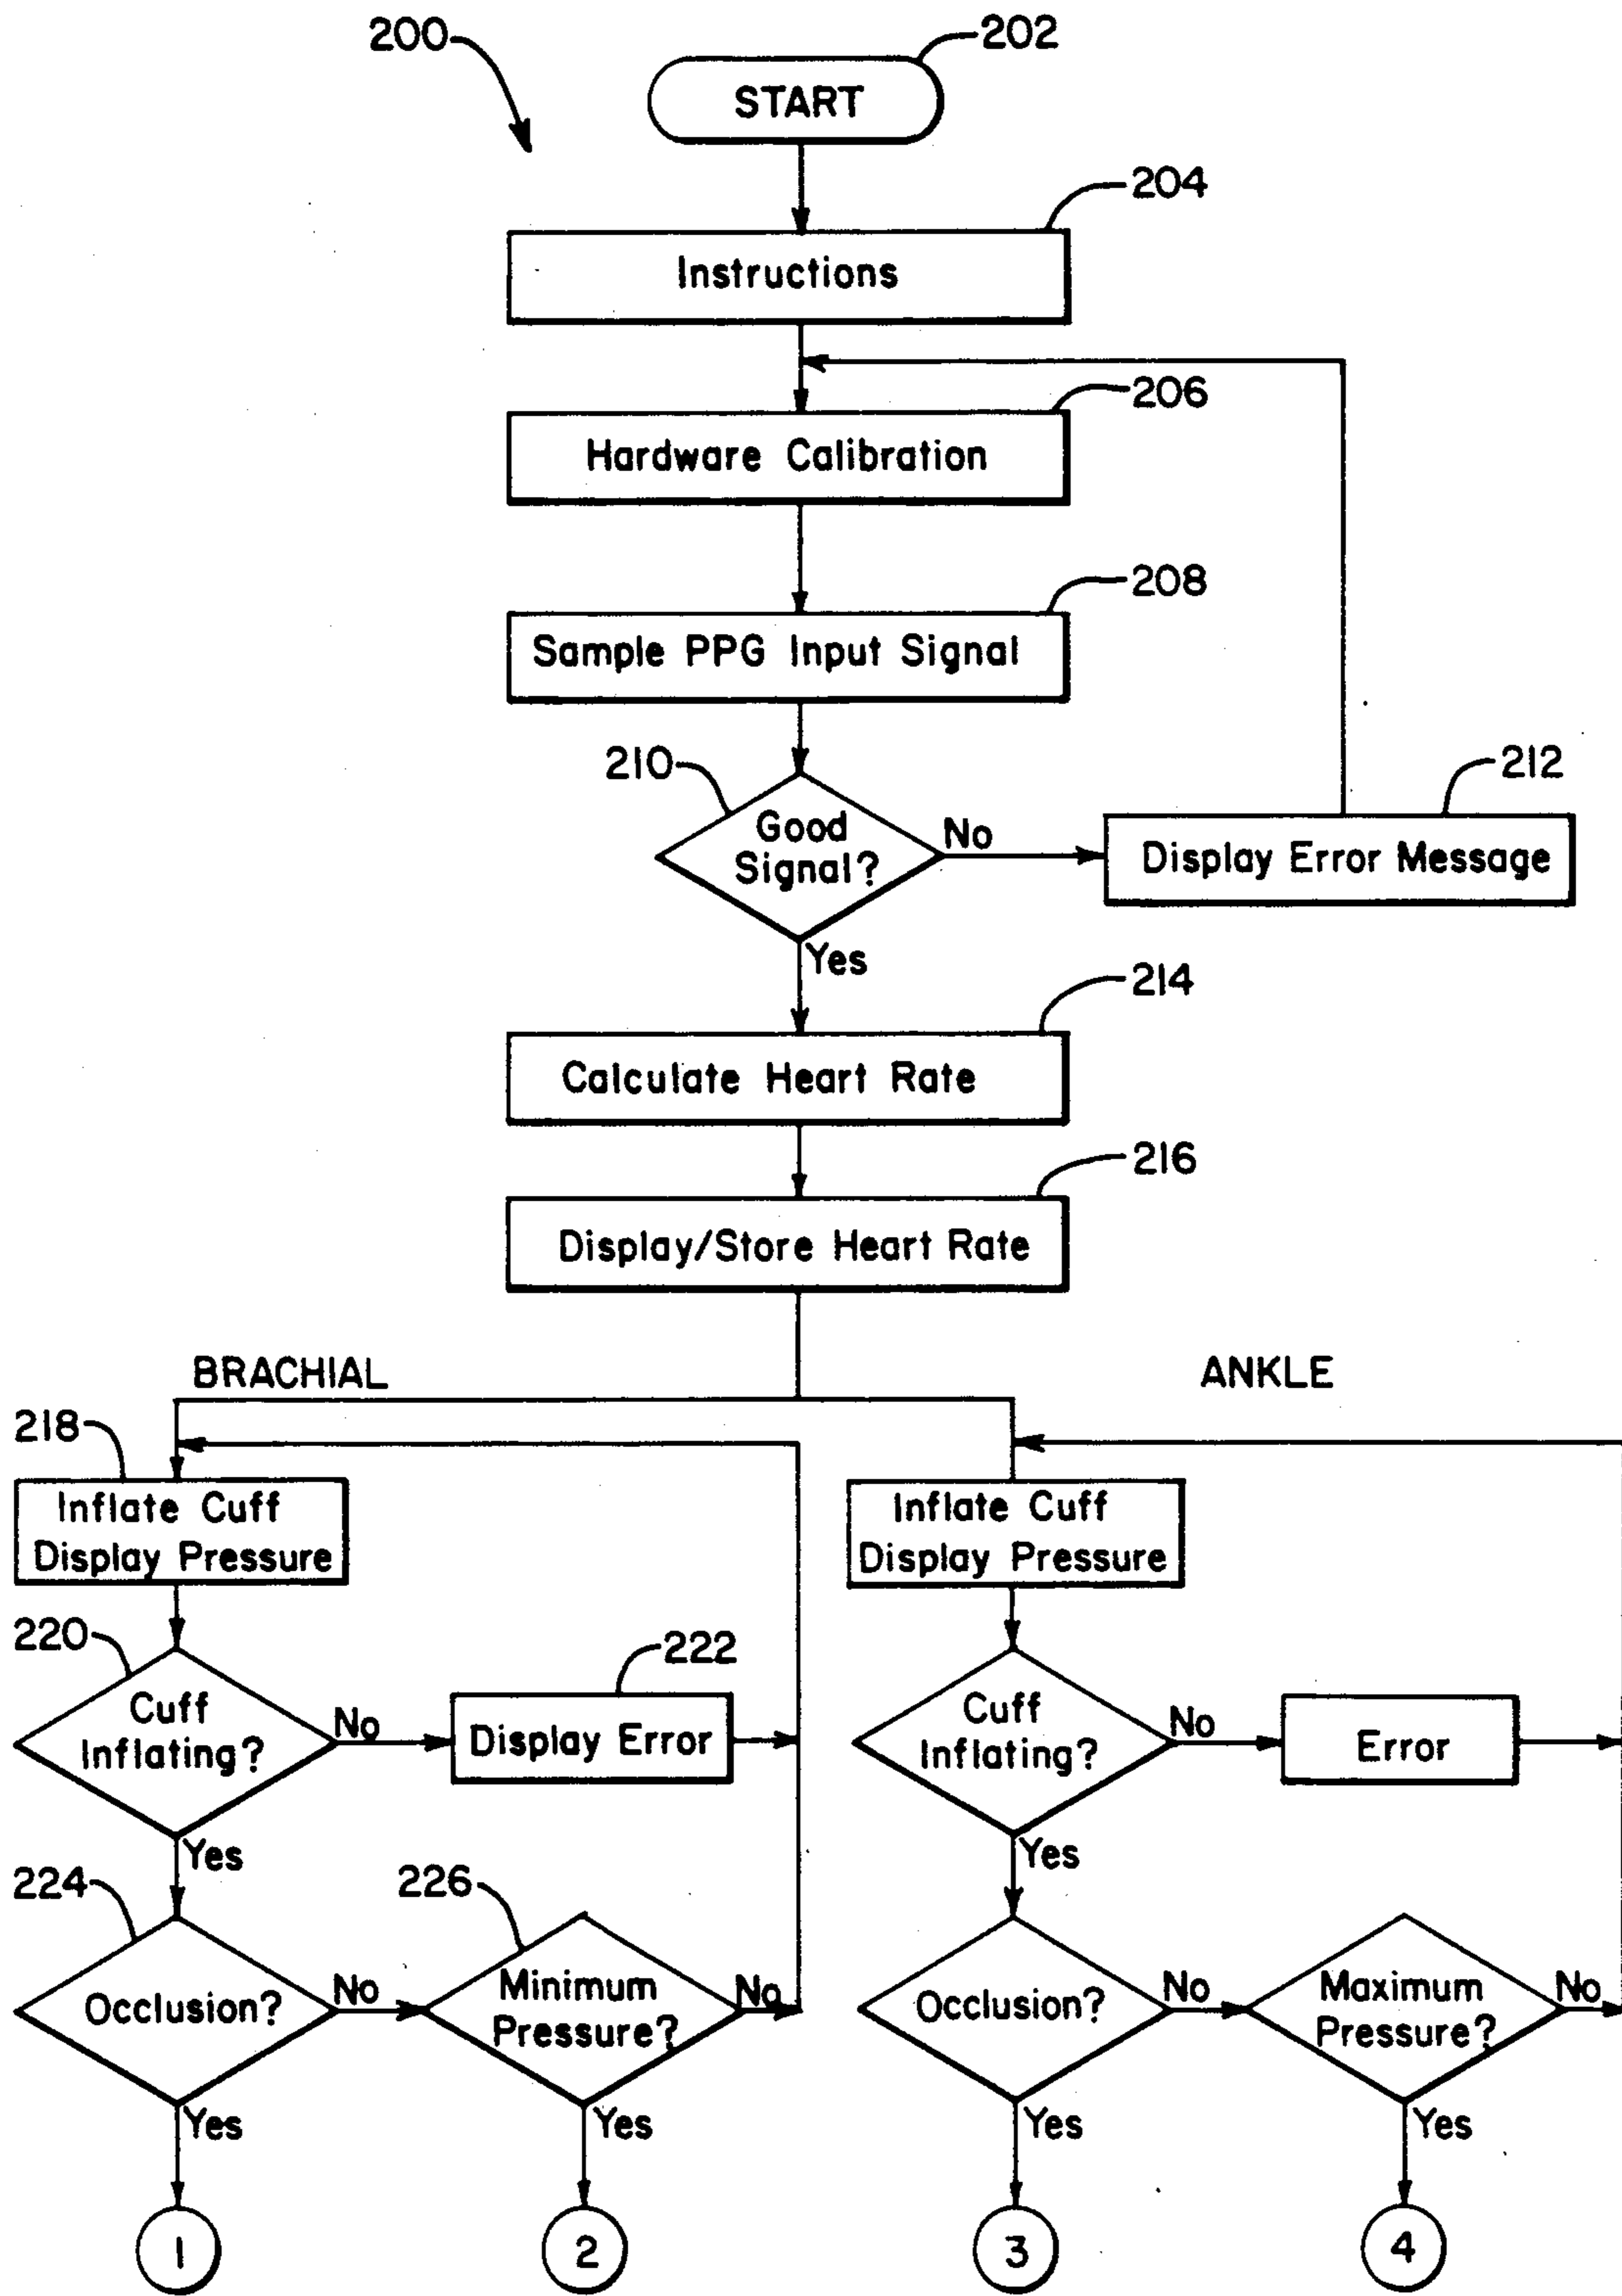 200
202
START
204
Instructions
206
Hardware Calibration
208
Sample PPG Input Signal
210
212
Good
Signal?
No
Display Error Message
Yes
214
Calculate Heart Rate
216
Display/Store Heart Rate
BRACHIAL
ANKLE
218
Inflate Cuff
Display Pressure
Inflate Cuff
Display Pressure
220
222
Cuff
Inflating?
No
Display Error
Cuff
Inflating?
No
Error
Yes
Yes
224
226
Occlusion?
No
Minimum
Pressure?
No
Occlusion?
No
Maximum
Pressure?
No
Yes
Yes
Yes
Yes
1
2
3
4